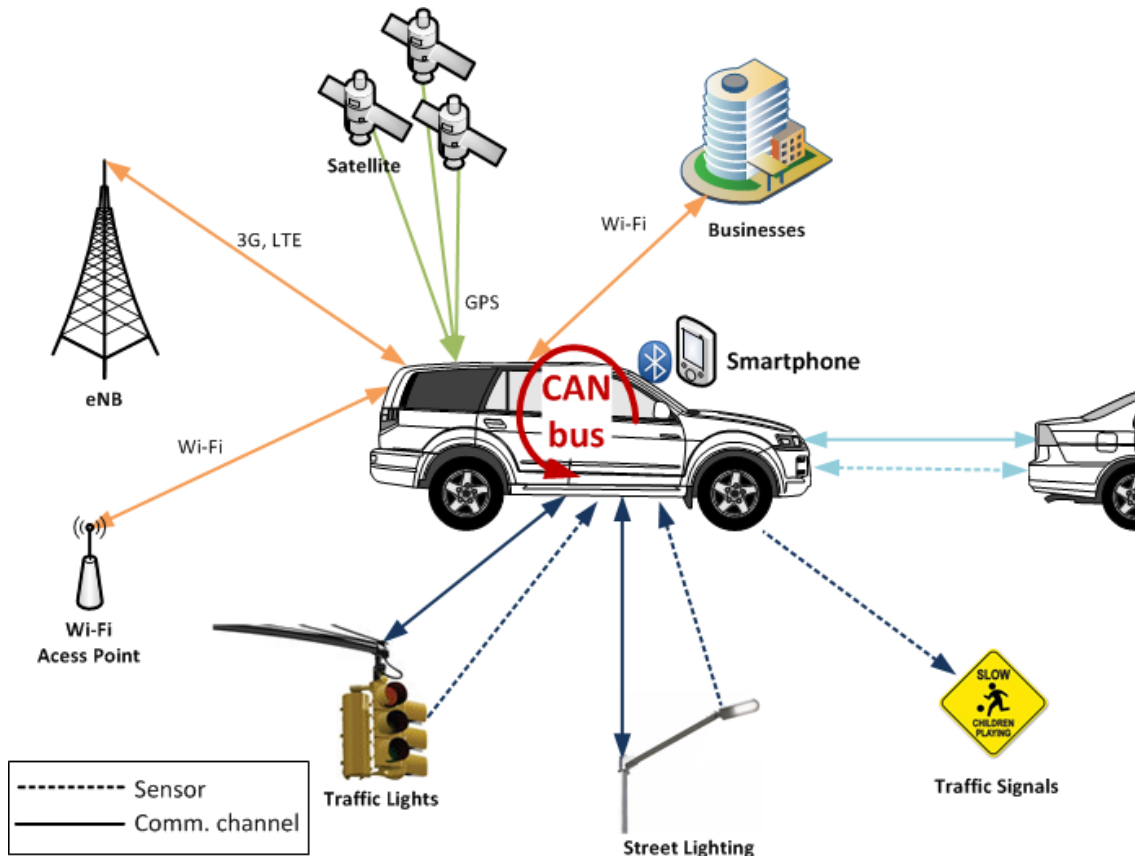 Satellite
Wi-Fi
Businesses
3G, LTE
GPS
eNB
Smartphone
CAN
bus
Wi-Fi
Wi-Fi
Acess Point
SLOW
CHILDREN
PLAYING
Traffic Lights
Traffic Signals
Street Lighting
Sensor
Comm. channel